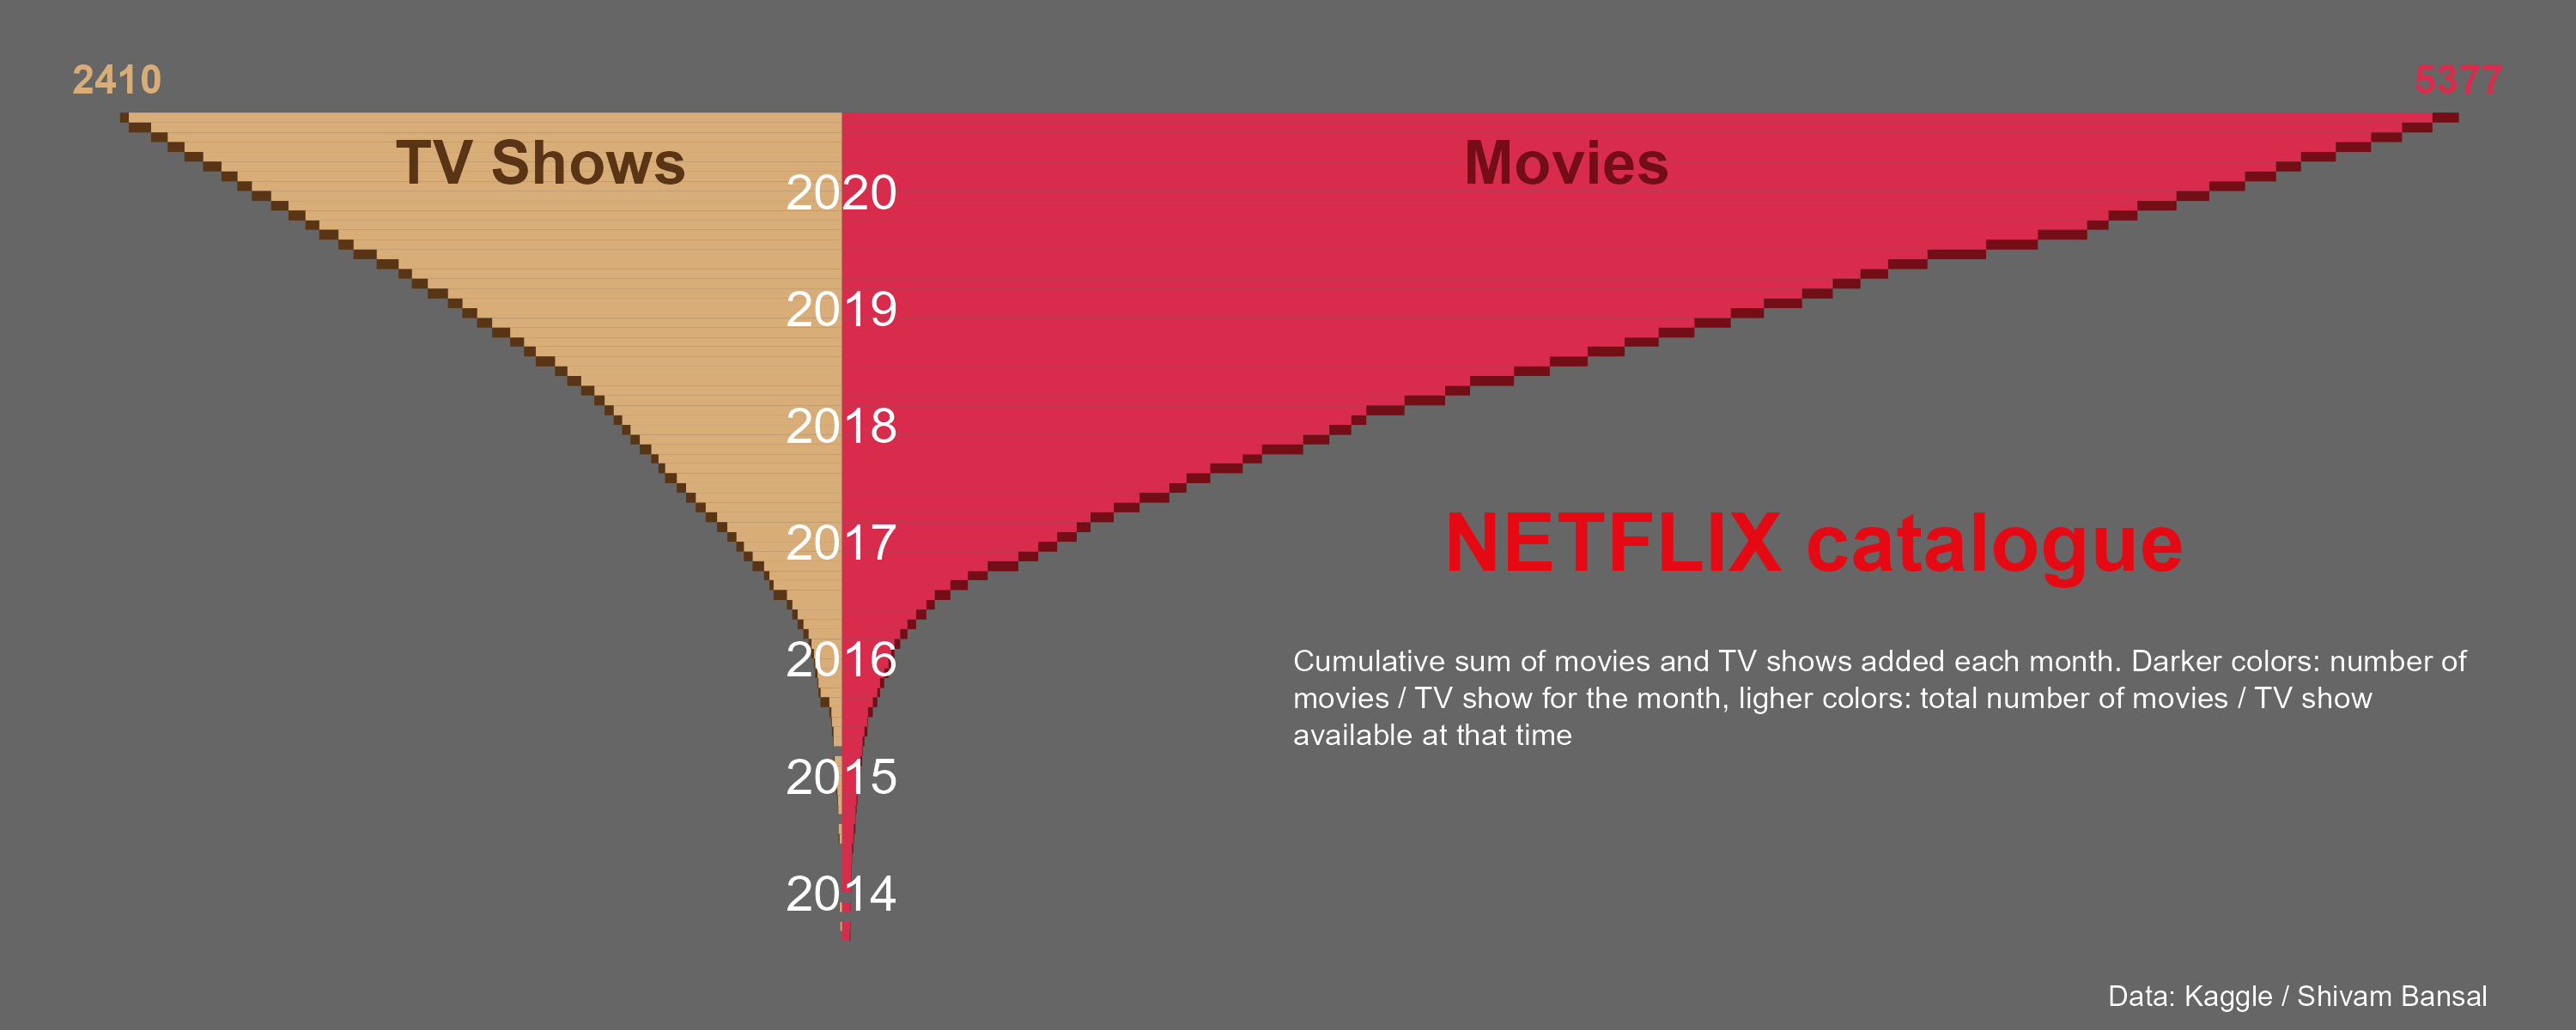 2410
5377
TV Shows
Movies
2020
2019
2018
2017
NETFLIX catalogue
2016
Cumulative sum of movies and TV shows added each month. Darker colors: number of
movies / TV show for the month, ligher colors: total number of movies / TV show
available at that time
2015
2014
Data: Kaggle / Shivam Bansal